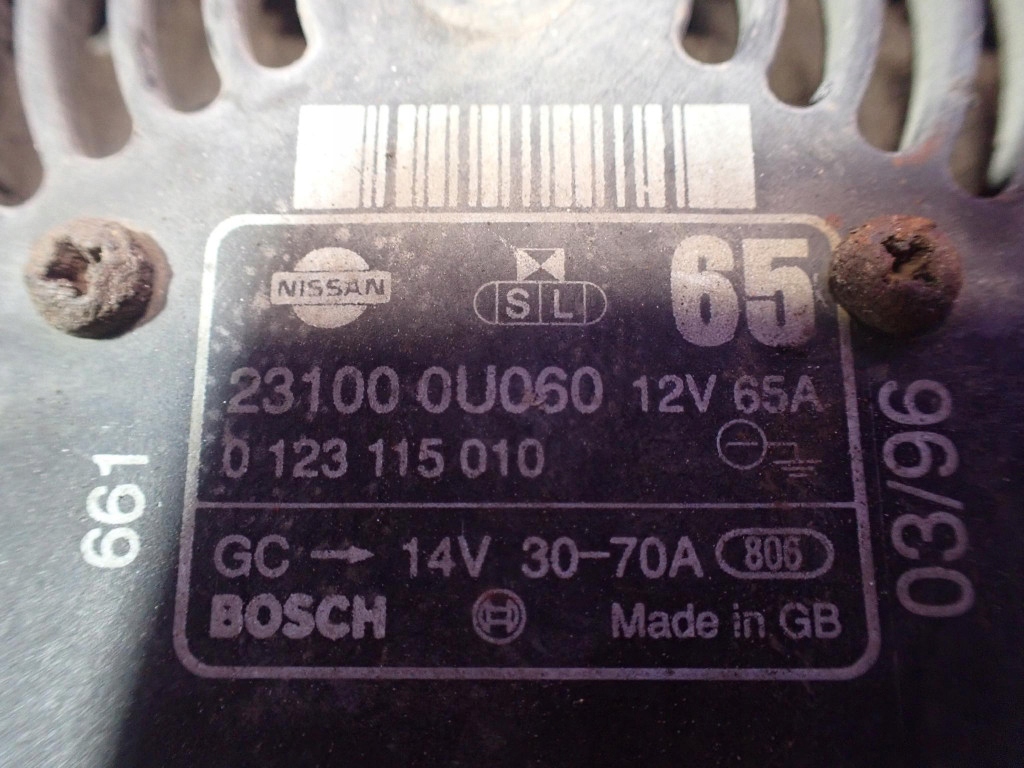 NISSAN
S L
65
23100 0U060 12V 65A
0 123 115 010
GC → 14V 30-70A 806
BOSCH Made in GB
661
03/96